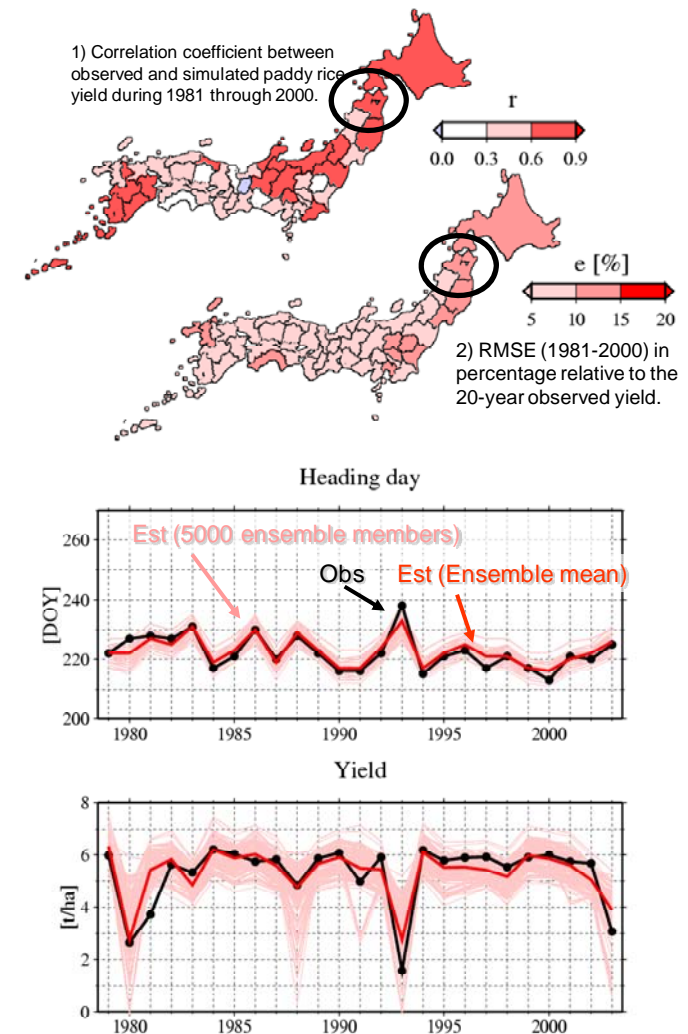 1) Correlation coefficient between
observed and simulated paddy rice
yield during 1981 through 2000.
r
0.0 0.3 0.6 0.9
e [%]
5 10 15 20
2) RMSE (1981-2000) in
percentage relative to the
20-year observed yield.
Heading day
260
Est (5000 ensemble members)
Obs Est (Ensemble mean)
[DOY]
240
220
200
1980 1985 1990 1995 2000
Yield
8
6
[t/ha]
4
2
0
1980 1985 1990 1995 2000